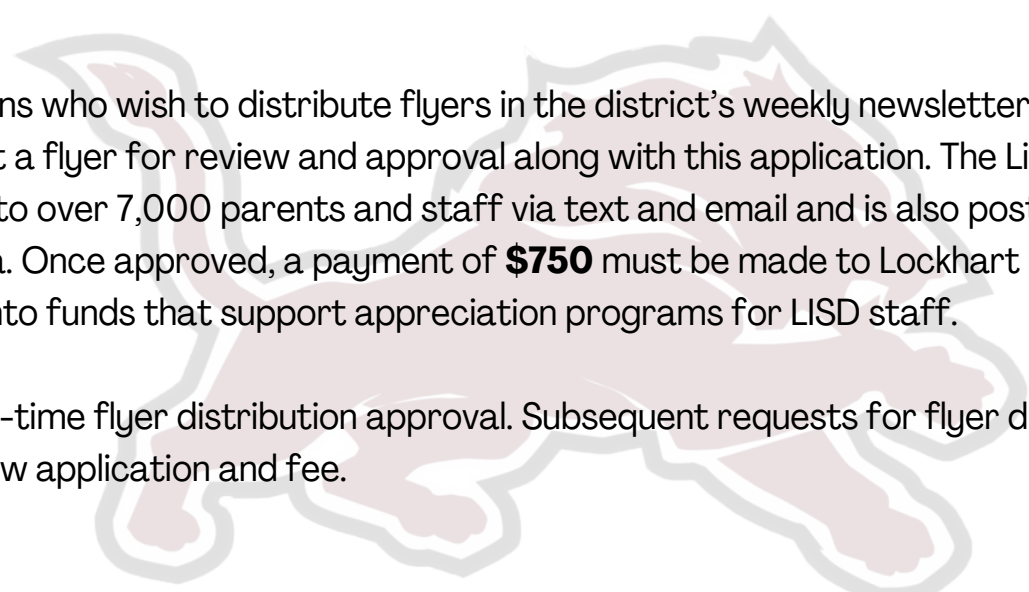 ns who wish to distribute flyers in the district's weekly newsletter
t a flyer for review and approval along with this application. The Li
to over 7,000 parents and staff via text and email and is also post
a. Once approved, a payment of $750 must be made to Lockhart
nto funds that support appreciation programs for LISD staff.
-time flyer distribution approval. Subsequent requests for flyer d
w application and fee.